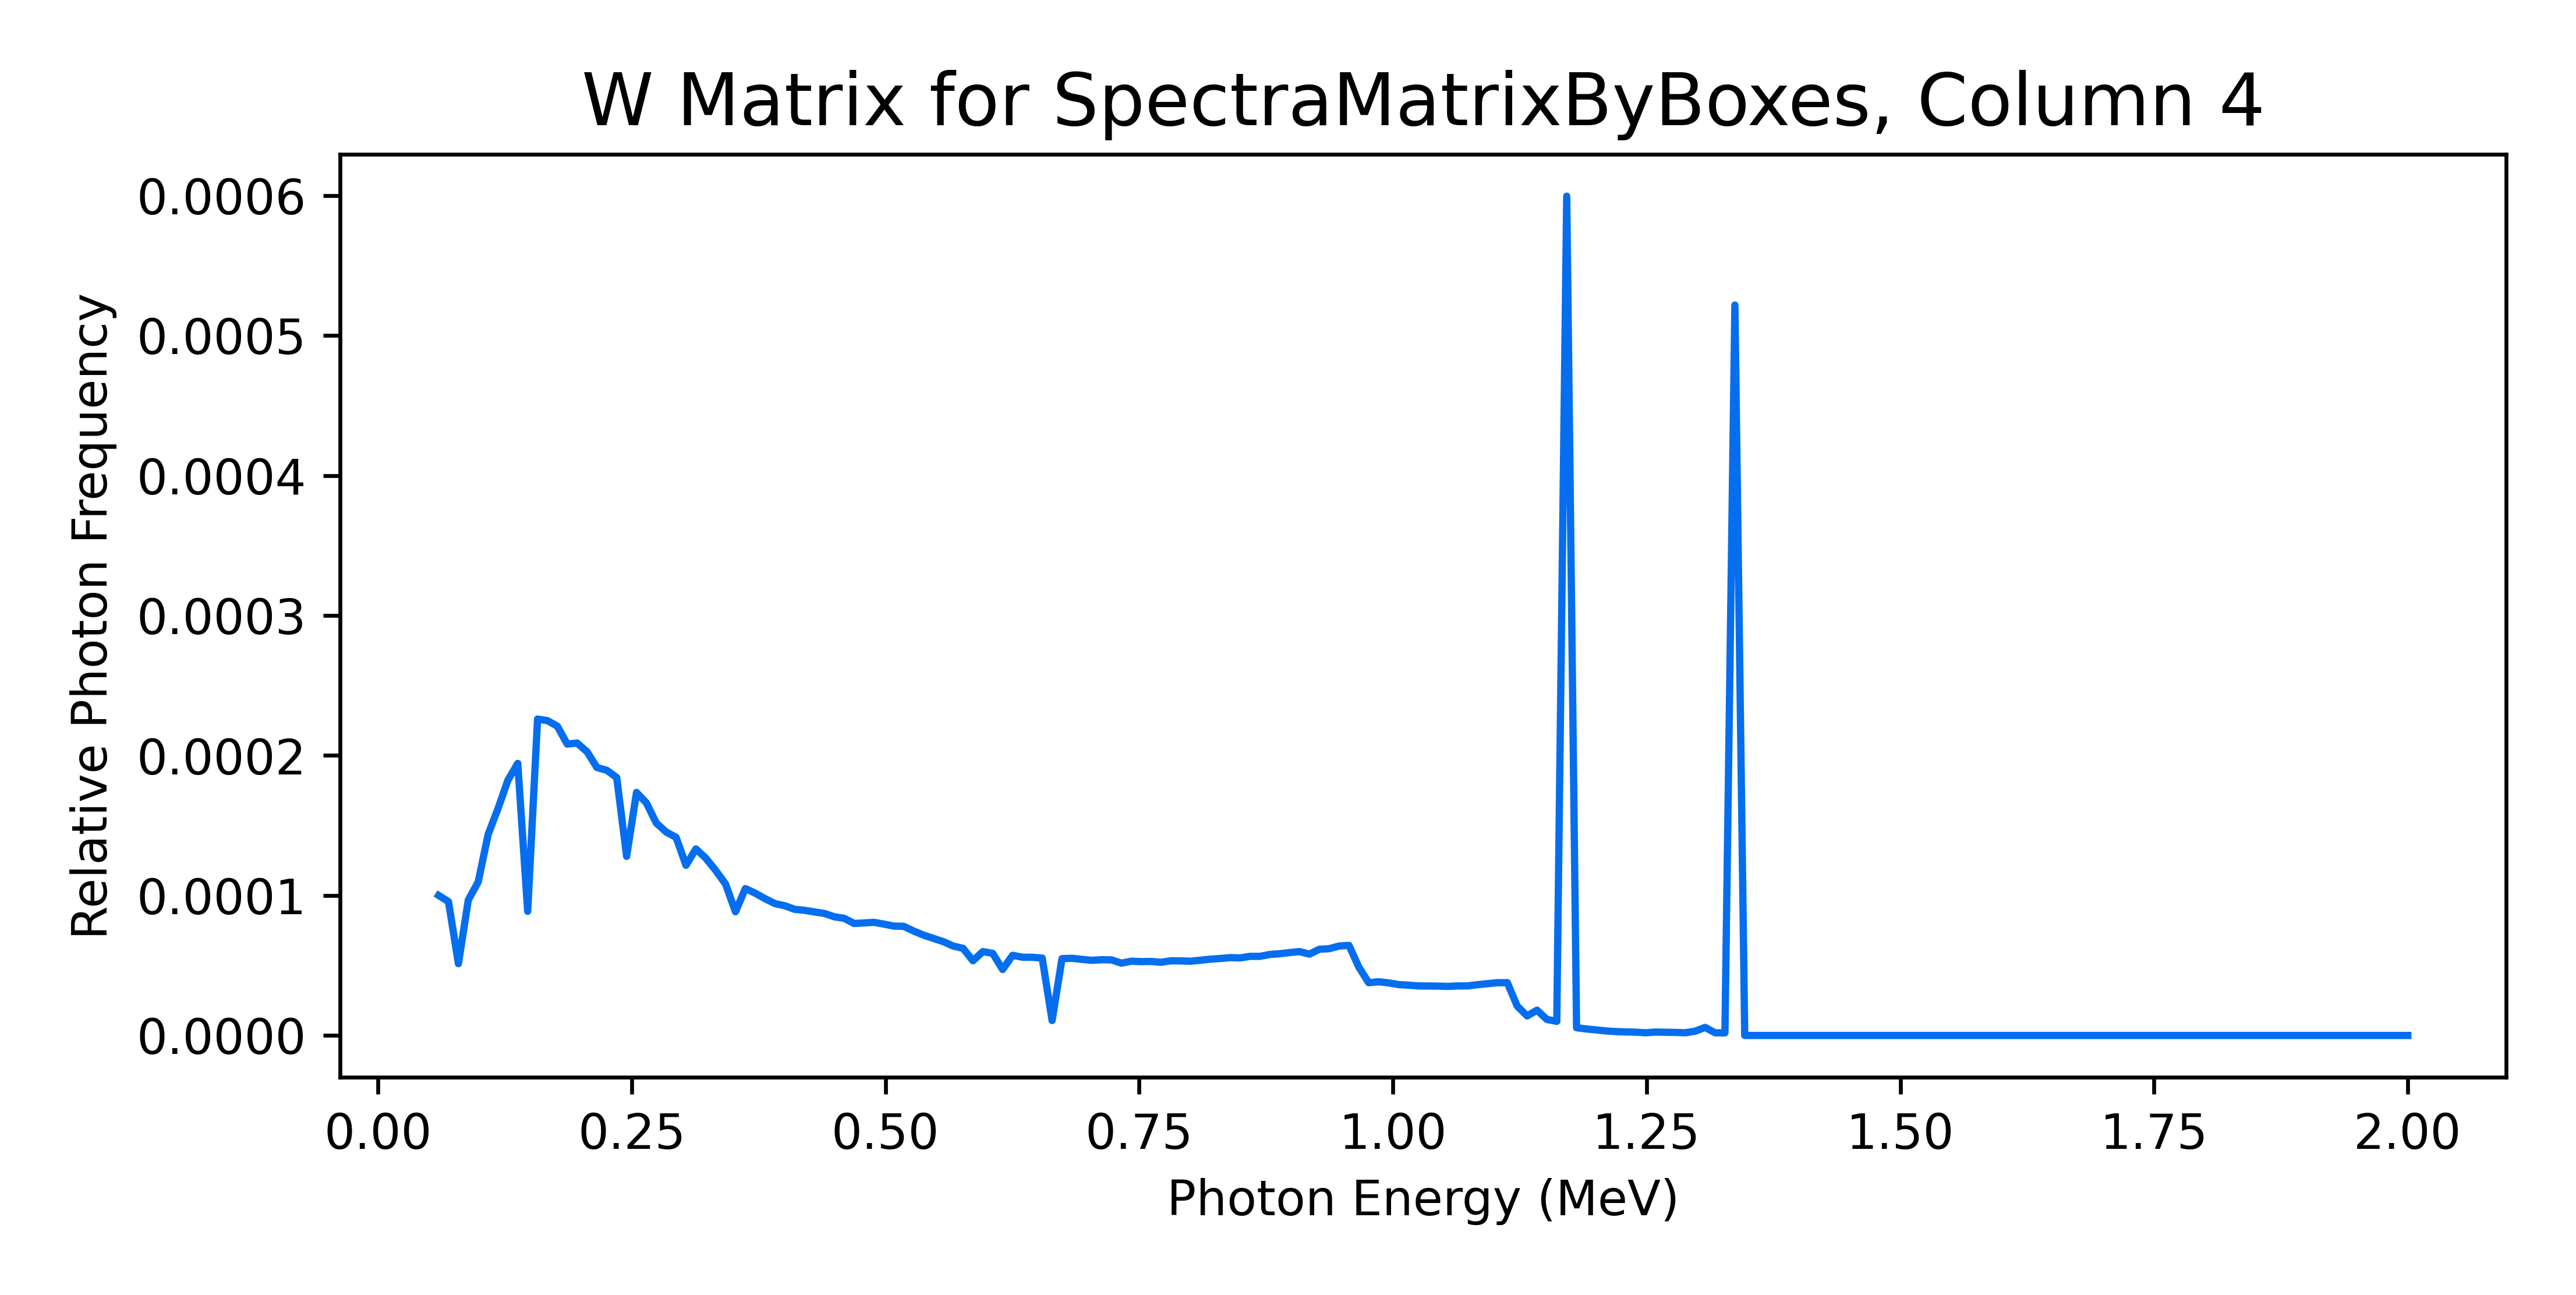 W Matrix for SpectraMatrixByBoxes, Column 4
Relative Photon Frequency
0.0006
0.0005
0.0004
0.0003
0.0002
0.0001
0.0000
0.00 0.25 0.50 0.75 1.00 1.25 1.50 1.75 2.00
Photon Energy (MeV)